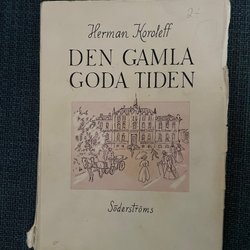 Herman Koroleff
DEN GAMLA
GODA TIDEN
Söderströms